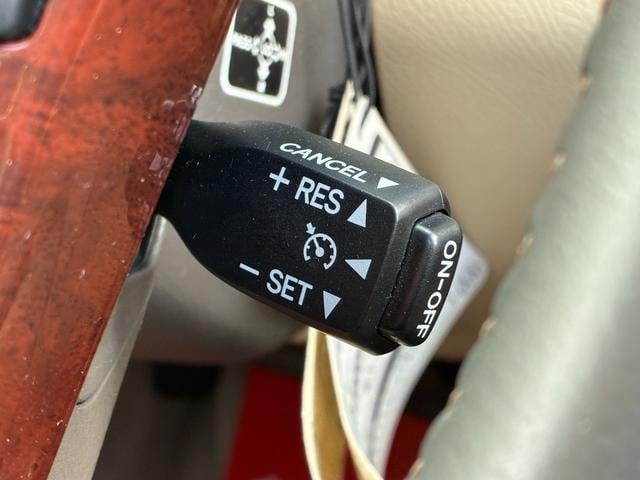 CANCEL ▼
+ RES ▲
◀
− SET ▼
ON-OFF